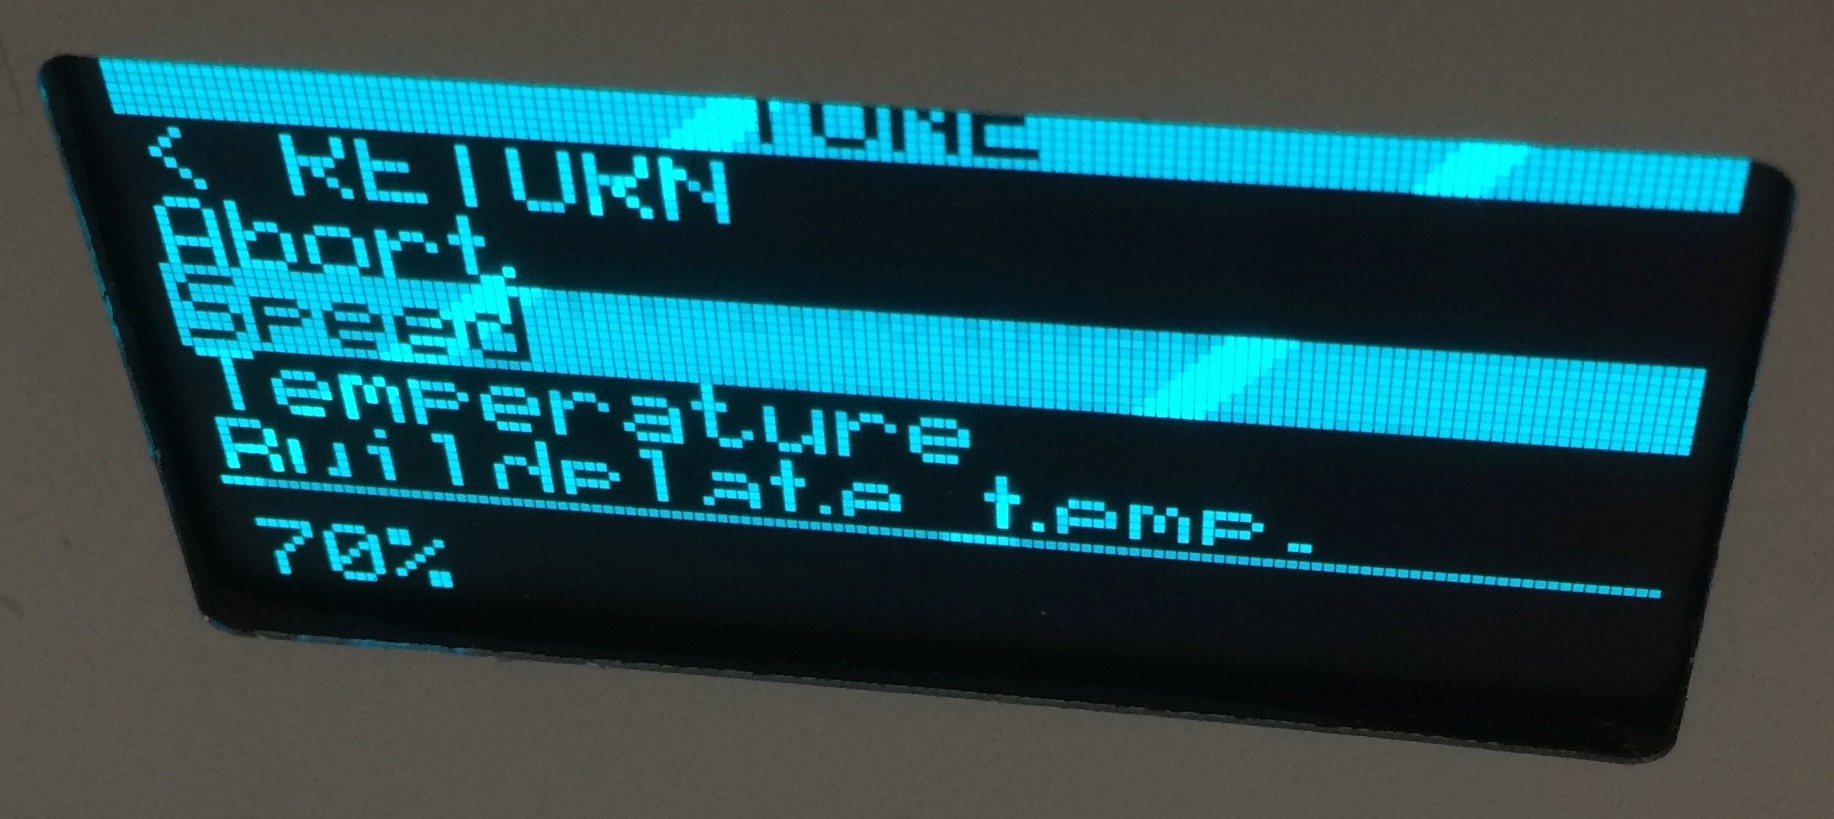 TUNE
< RETURN
Abort
Speed
Temperature
Buildplate temp.
70%